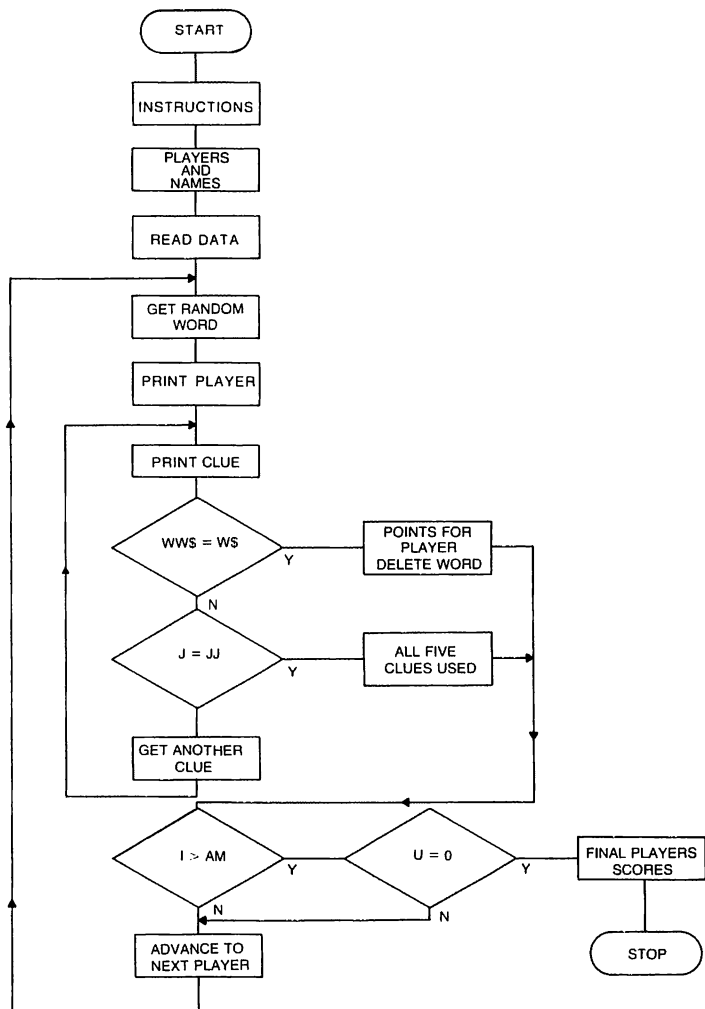 START
INSTRUCTIONS
PLAYERS
AND
NAMES
READ DATA
GET RANDOM
WORD
PRINT PLAYER
PRINT CLUE
WW$ = W$
Y
POINTS FOR
PLAYER
DELETE WORD
N
J = JJ
Y
ALL FIVE
CLUES USED
GET ANOTHER
CLUE
I > AM
Y
U = 0
Y
FINAL PLAYERS
SCORES
N
N
ADVANCE TO
NEXT PLAYER
STOP